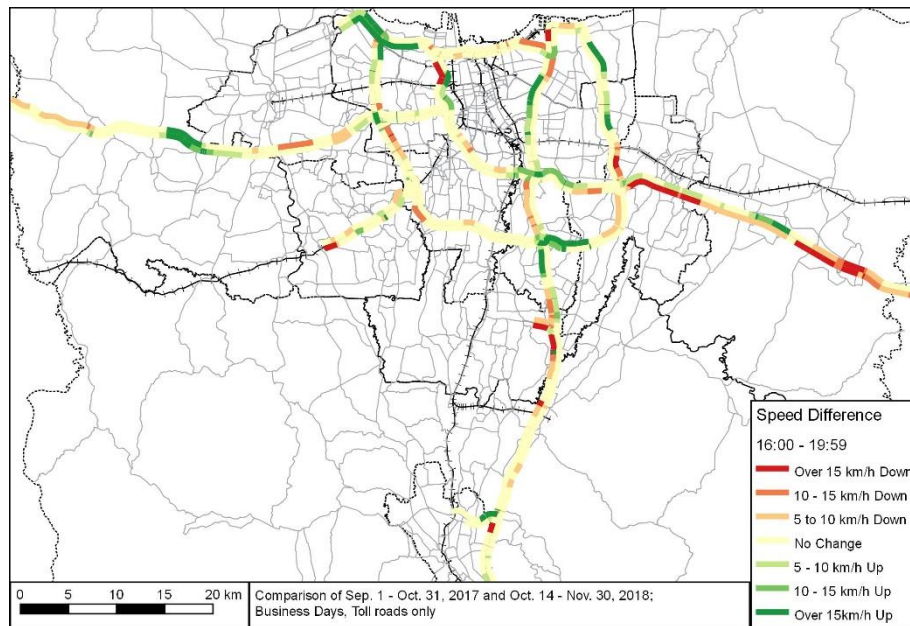 Speed Difference
16:00 - 19:59
Over 15 km/h Down
10 - 15 km/h Down
5 to 10 km/h Down
No Change
5 - 10 km/h Up
10 - 15 km/h Up
Over 15km/h Up
0 5 10 15 20 km
Comparison of Sep. 1 - Oct. 31, 2017 and Oct. 14 - Nov. 30, 2018;
Business Days, Toll roads only